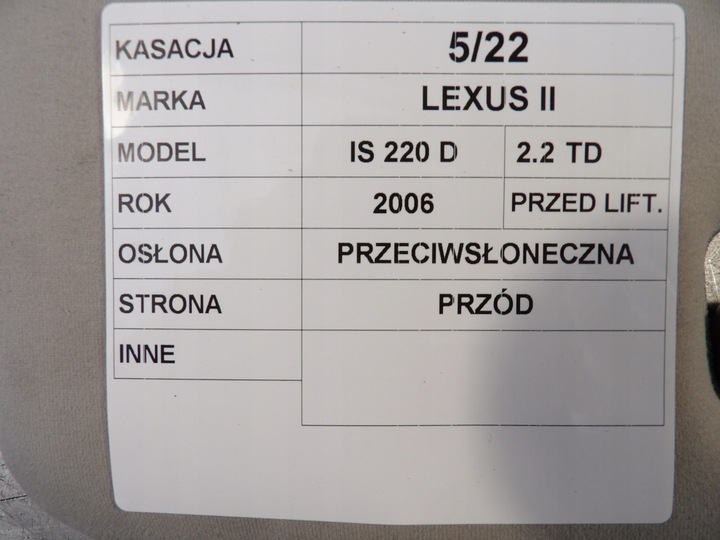 KASACJA 5/22
MARKA LEXUS II
MODEL IS 220 D 2.2 TD
ROK 2006 PRZED LIFT.
OSŁONA PRZECIWSŁONECZNA
STRONA PRZÓD
INNE